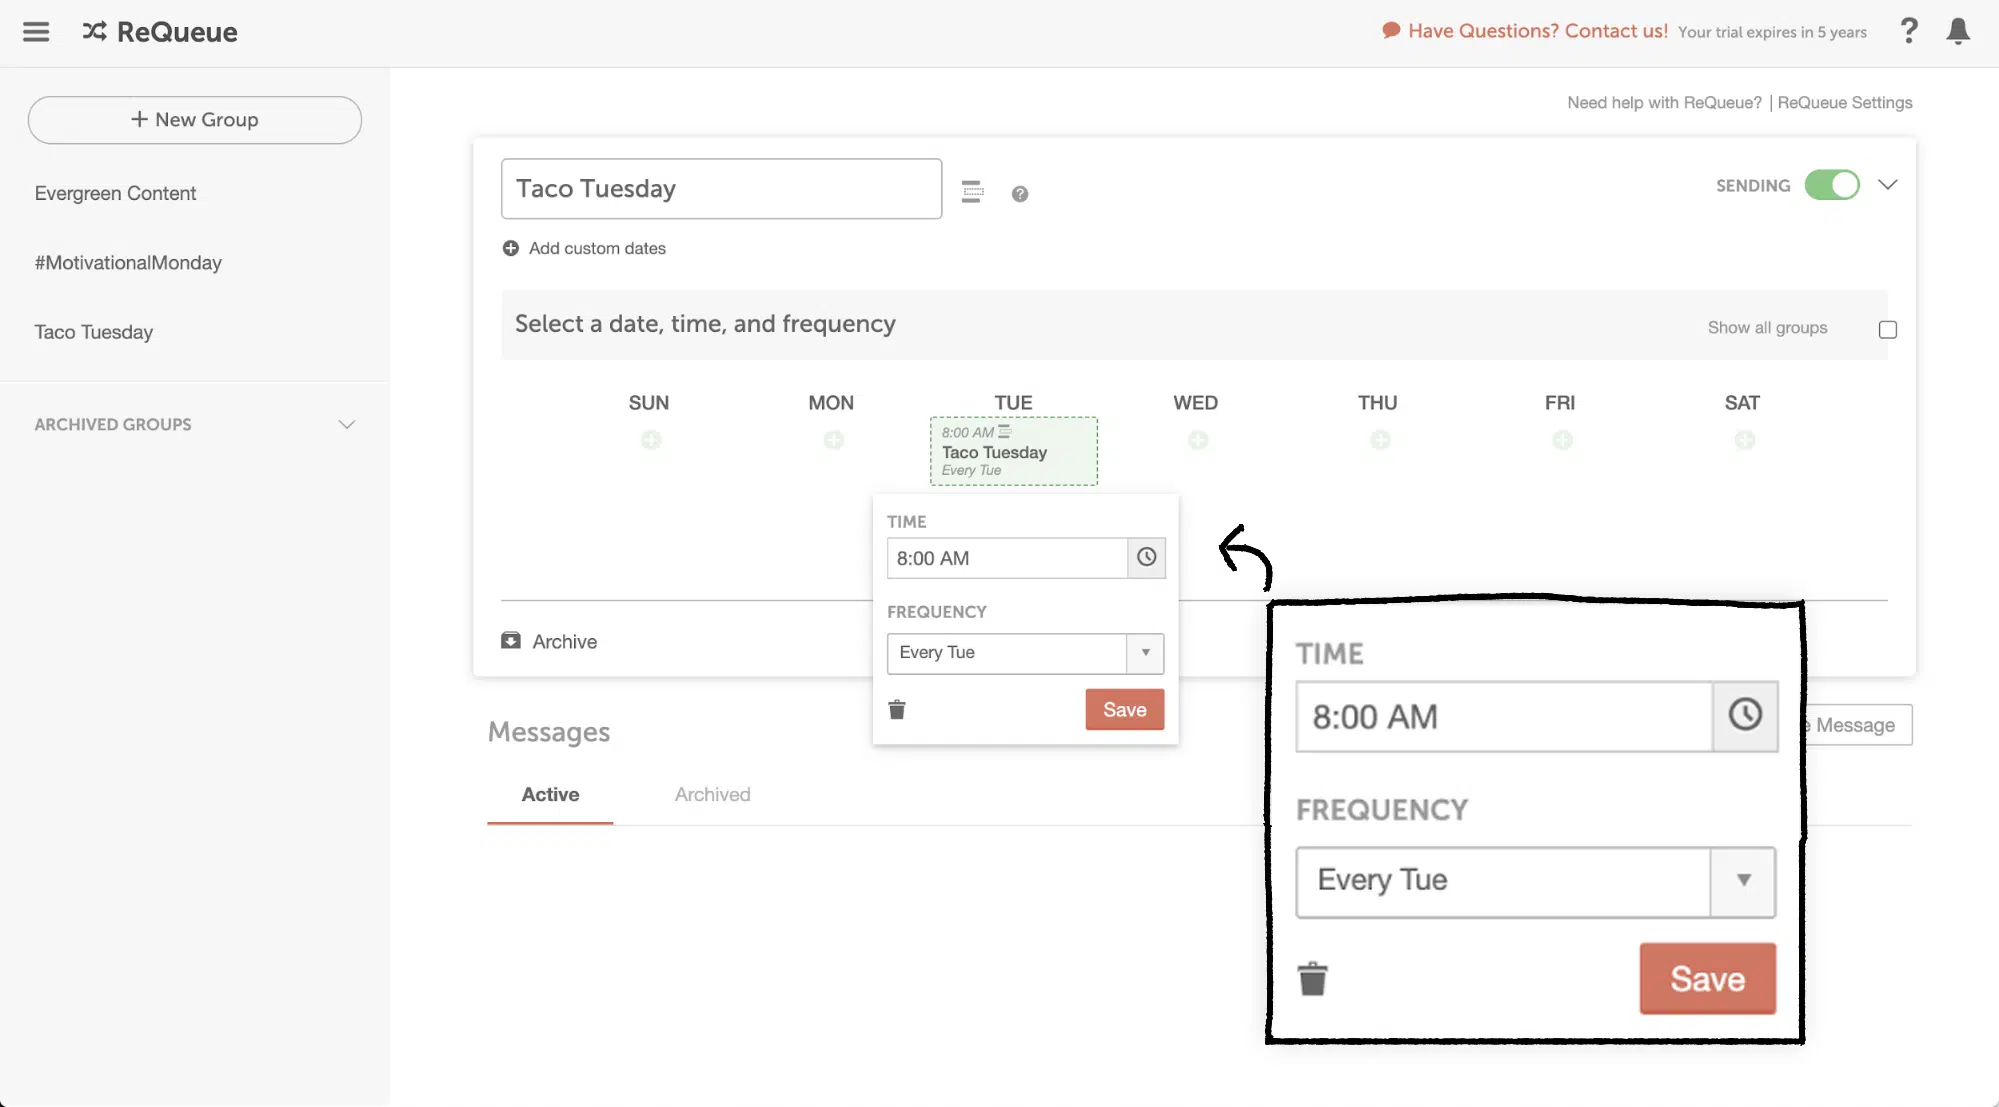 ReQueue
Have Questions? Contact us! Your trial expires in 5 years
?
New Group
Evergreen Content
#MotivationalMonday
Taco Tuesday
ARCHIVED GROUPS
Need help with ReQueue? | ReQueue Settings
Taco Tuesday
?
SENDING
Add custom dates
Select a date, time, and frequency
Show all groups
SUN MON TUE WED THU FRI SAT
8:00 AM
Taco Tuesday
Every Tue
TIME
8:00 AM
FREQUENCY
Every Tue
Save
Archive
Messages
e Message
Active Archived
TIME
8:00 AM
FREQUENCY
Every Tue
Save